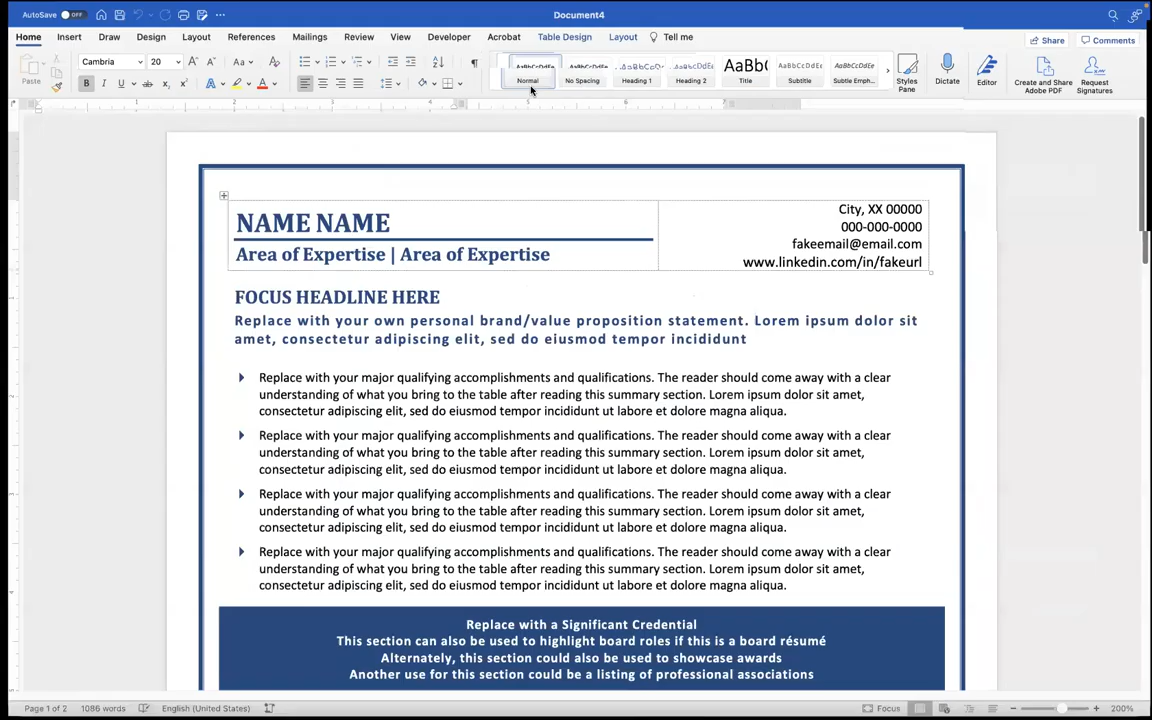 AutoSave OFF Document4
Home Insert Draw Design Layout References Mailings Review View Developer Acrobat Table Design Layout Tell me Share Comments
Paste Cambria 20 Aa B I U ab x A A
AaBbCcDdEe AaBbCcDdEe AaBbCcDdE AaBbCcDdE AaBb( AaBbCcDdEe AaBbCcDdEe
Normal No Spacing Heading 1 Heading 2 Title Subtitle Subtle Emph... Styles Pane Dictate Editor Create and Share Adobe PDF Request Signatures
NAME NAME
Area of Expertise | Area of Expertise
City, XX 00000
000-000-0000
fakeemail@email.com
www.linkedin.com/in/fakeurl
FOCUS HEADLINE HERE
Replace with your own personal brand/value proposition statement. Lorem ipsum dolor sit
amet, consectetur adipiscing elit, sed do eiusmod tempor incididunt
Replace with your major qualifying accomplishments and qualifications. The reader should come away with a clear
understanding of what you bring to the table after reading this summary section. Lorem ipsum dolor sit amet,
consectetur adipiscing elit, sed do eiusmod tempor incididunt ut labore et dolore magna aliqua.
Replace with your major qualifying accomplishments and qualifications. The reader should come away with a clear
understanding of what you bring to the table after reading this summary section. Lorem ipsum dolor sit amet,
consectetur adipiscing elit, sed do eiusmod tempor incididunt ut labore et dolore magna aliqua.
Replace with your major qualifying accomplishments and qualifications. The reader should come away with a clear
understanding of what you bring to the table after reading this summary section. Lorem ipsum dolor sit amet,
consectetur adipiscing elit, sed do eiusmod tempor incididunt ut labore et dolore magna aliqua.
Replace with your major qualifying accomplishments and qualifications. The reader should come away with a clear
understanding of what you bring to the table after reading this summary section. Lorem ipsum dolor sit amet,
consectetur adipiscing elit, sed do eiusmod tempor incididunt ut labore et dolore magna aliqua.
Replace with a Significant Credential
This section can also be used to highlight board roles if this is a board résumé
Alternately, this section could also be used to showcase awards
Another use for this section could be a listing of professional associations
Page 1 of 2 1086 words English (United States) Focus 200%